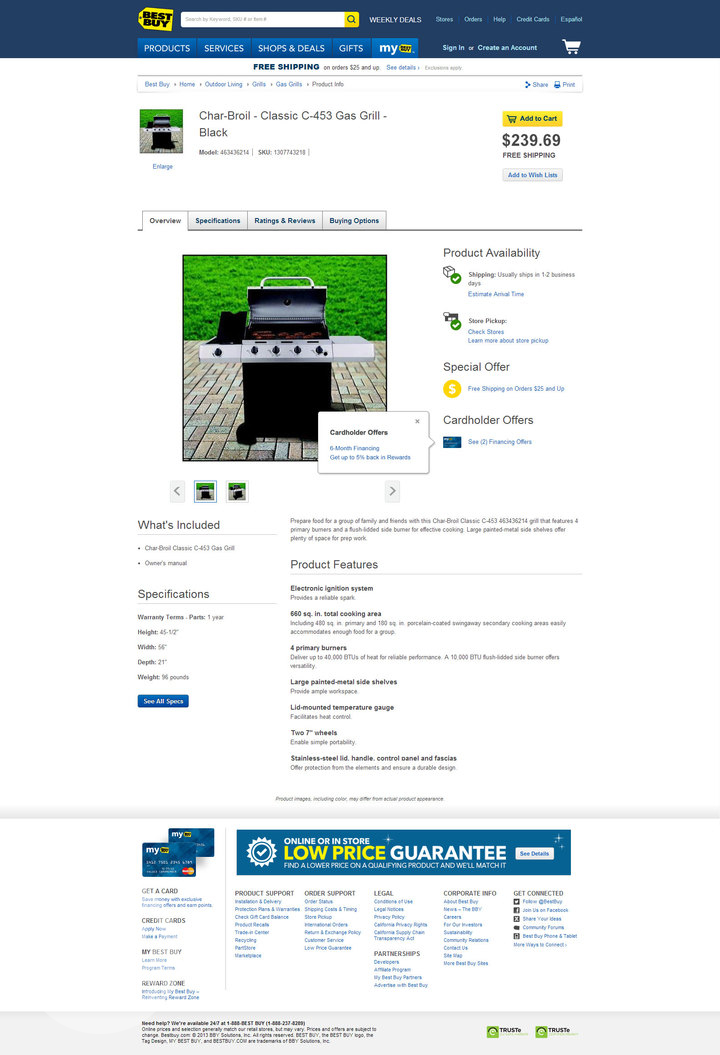 BEST BUY
Search by Keyword, SKU # or Item #
WEEKLY DEALS
Stores
Orders
Help
Credit Cards
Español
PRODUCTS
SERVICES
SHOPS & DEALS
GIFTS
my BEST BUY
Sign In or Create an Account
FREE SHIPPING on orders $25 and up. See details › Exclusions apply.
Best Buy › Home › Outdoor Living › Grills › Gas Grills › Product Info
Share
Print
Char-Broil - Classic C-453 Gas Grill -
Black
Model: 463436214 | SKU: 1307743218 |
Enlarge
Add to Cart
$239.69
FREE SHIPPING
Add to Wish Lists
Overview
Specifications
Ratings & Reviews
Buying Options
Product Availability
Shipping: Usually ships in 1-2 business
days
Estimate Arrival Time
Store Pickup:
Check Stores
Learn more about store pickup
Special Offer
$
Free Shipping on Orders $25 and Up
Cardholder Offers
See (2) Financing Offers
Cardholder Offers
6-Month Financing
Get up to 5% back in Rewards
What's Included
• Char-Broil Classic C-453 Gas Grill
• Owner's manual
Specifications
Warranty Terms - Parts: 1 year
Height: 45-1/2"
Width: 56"
Depth: 21"
Weight: 96 pounds
See All Specs
Prepare food for a group of family and friends with this Char-Broil Classic C-453 463436214 grill that features 4
primary burners and a flush-lidded side burner for effective cooking. Large painted-metal side shelves offer
plenty of space for prep work.
Product Features
Electronic ignition system
Provides a reliable spark.
660 sq. in. total cooking area
Including 480 sq. in. primary and 180 sq. in. porcelain-coated swingaway secondary cooking areas easily
accommodates enough food for a group.
4 primary burners
Deliver up to 40,000 BTUs of heat for reliable performance. A 10,000 BTU flush-lidded side burner offers
versatility.
Large painted-metal side shelves
Provide ample workspace.
Lid-mounted temperature gauge
Facilitates heat control.
Two 7" wheels
Enable simple portability.
Stainless-steel lid, handle, control panel and fascias
Offer protection from the elements and ensure a durable design.
Product images, including color, may differ from actual product appearance.
my BEST BUY
my BEST BUY
ONLINE OR IN STORE
LOW PRICE GUARANTEE
FIND A LOWER PRICE ON A QUALIFYING PRODUCT AND WE'LL MATCH IT
See Details
GET A CARD
Save money with exclusive
financing offers and earn points.
CREDIT CARDS
Apply Now
Make a Payment
MY BEST BUY
Learn More
Program Terms
REWARD ZONE
Introducing My Best Buy –
Reinventing Reward Zone
PRODUCT SUPPORT
Installation & Delivery
Protection Plans & Warranties
Check Gift Card Balance
Product Recalls
Trade-in Center
Recycling
PartStore
Marketplace
ORDER SUPPORT
Order Status
Shipping Costs & Timing
Store Pickup
International Orders
Return & Exchange Policy
Customer Service
Low Price Guarantee
LEGAL
Conditions of Use
Legal Notices
Privacy Policy
California Privacy Rights
California Supply Chain
Transparency Act
PARTNERSHIPS
Developers
Affiliate Program
My Best Buy Partners
Advertise with Best Buy
CORPORATE INFO
About Best Buy
News – The BBY
Careers
For Our Investors
Sustainability
Community Relations
Contact Us
Site Map
More Best Buy Sites
GET CONNECTED
Follow @BestBuy
Join Us on Facebook
Share Your Ideas
Community Forums
Best Buy Phone & Tablet
More Ways to Connect ›
Need help? We're available 24/7 at 1-888-BEST BUY (1-888-237-8289)
Online prices and selection generally match our retail stores, but may vary. Prices and offers are subject to
change. Bestbuy.com © 2013 BBY Solutions, Inc. All rights reserved. BEST BUY, the BEST BUY logo, the
Tag Design, MY BEST BUY, and BESTBUY.COM are trademarks of BBY Solutions, Inc.
TRUSTe
TRUSTe